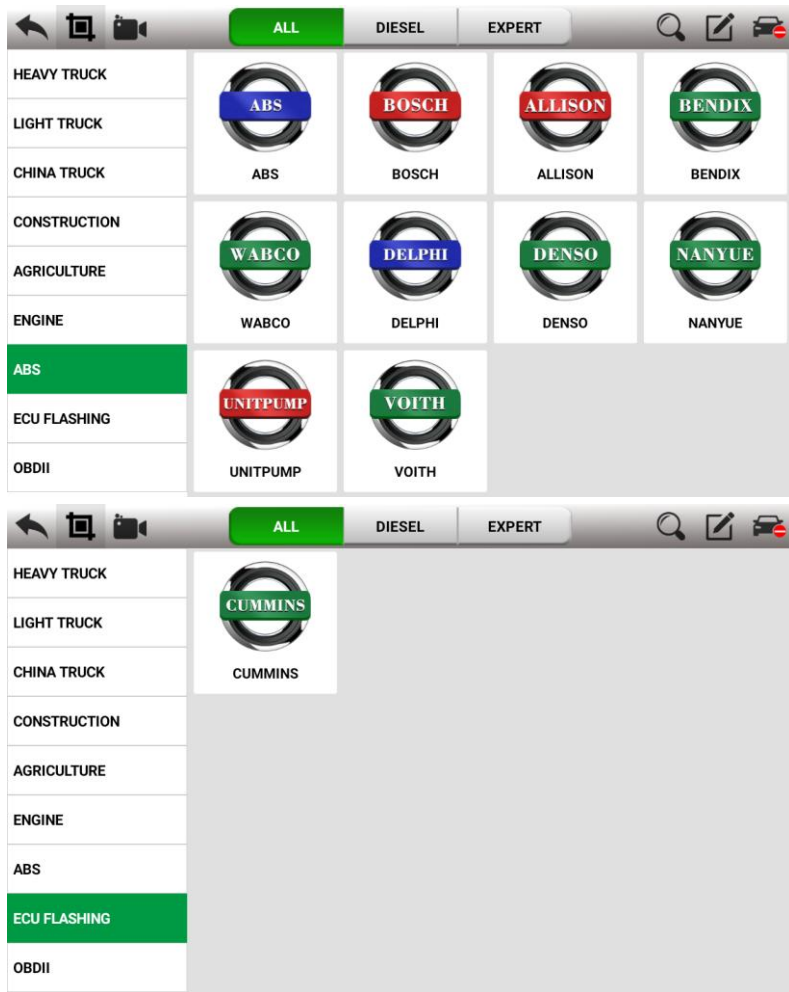 ALL DIESEL EXPERT
HEAVY TRUCK
LIGHT TRUCK
CHINA TRUCK
CONSTRUCTION
AGRICULTURE
ENGINE
ABS
ECU FLASHING
OBDII
ABS BOSCH ALLISON BENDIX
ABS BOSCH ALLISON BENDIX
WABCO DELPHI DENSO NANYUE
WABCO DELPHI DENSO NANYUE
UNITPUMP VOITH
UNITPUMP VOITH
ALL DIESEL EXPERT
HEAVY TRUCK
LIGHT TRUCK
CHINA TRUCK
CONSTRUCTION
AGRICULTURE
ENGINE
ABS
ECU FLASHING
OBDII
CUMMINS
CUMMINS